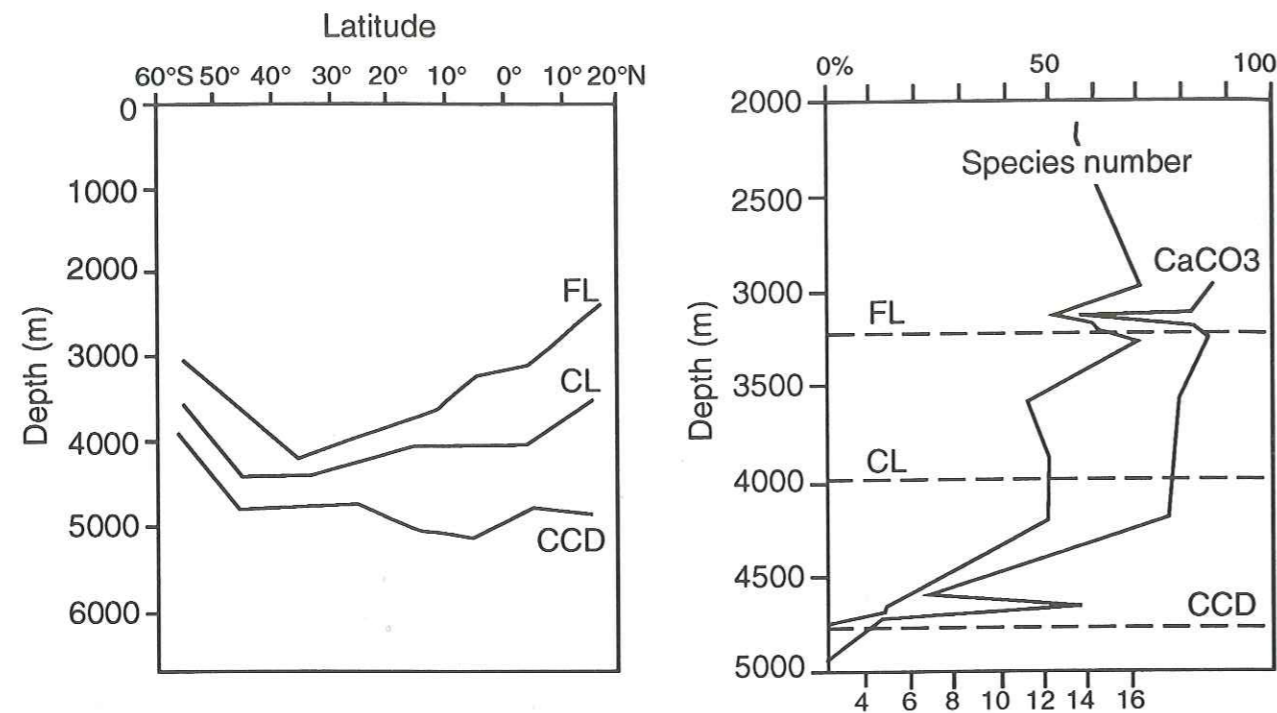 Latitude
60°S 50° 40° 30° 20° 10° 0° 10° 20°N
0
1000
2000
3000
4000
5000
6000
Depth (m)
FL
CL
CCD
0% 50 100
2000
2500
3000
3500
4000
4500
5000
Depth (m)
Species number
CaCO3
FL
CL
CCD
4 6 8 10 12 14 16